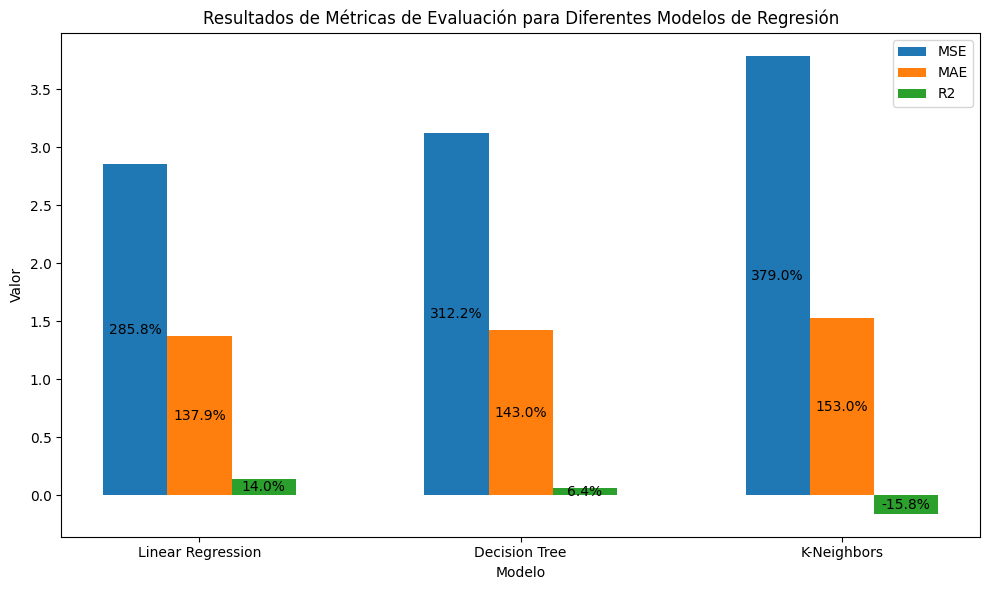 Resultados de Métricas de Evaluación para Diferentes Modelos de Regresión
MSE
MAE
R2
Valor
3.5
3.0
2.5
2.0
1.5
1.0
0.5
0.0
285.8%
137.9%
14.0%
312.2%
143.0%
6.4%
379.0%
153.0%
-15.8%
Linear Regression
Decision Tree
K-Neighbors
Modelo